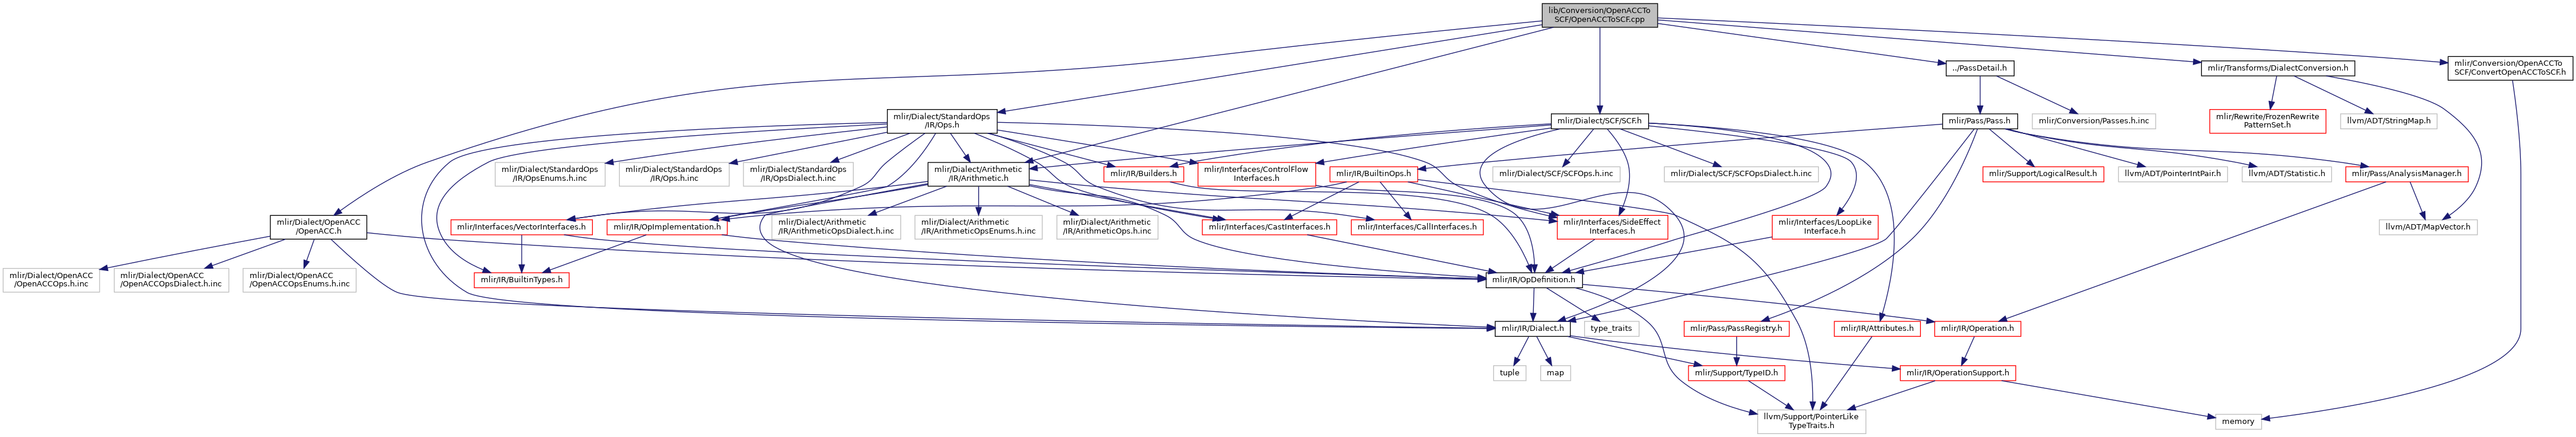 lib/Conversion/OpenACCTo
SCF/OpenACCToSCF.cpp
../PassDetail.h
mlir/Transforms/DialectConversion.h
mlir/Conversion/OpenACCTo
SCF/ConvertOpenACCToSCF.h
mlir/Dialect/StandardOps
/IR/Ops.h
mlir/Dialect/SCF/SCF.h
mlir/Pass/Pass.h
mlir/Conversion/Passes.h.inc
mlir/Rewrite/FrozenRewrite
PatternSet.h
llvm/ADT/StringMap.h
mlir/Dialect/StandardOps
/IR/OpsEnums.h.inc
mlir/Dialect/StandardOps
/IR/Ops.h.inc
mlir/Dialect/StandardOps
/IR/OpsDialect.h.inc
mlir/Dialect/Arithmetic
/IR/Arithmetic.h
mlir/IR/Builders.h
mlir/Interfaces/ControlFlow
Interfaces.h
mlir/IR/BuiltinOps.h
mlir/Dialect/SCF/SCFOps.h.inc
mlir/Dialect/SCF/SCFOpsDialect.h.inc
mlir/Support/LogicalResult.h
llvm/ADT/PointerIntPair.h
llvm/ADT/Statistic.h
mlir/Pass/AnalysisManager.h
mlir/Dialect/OpenACC
/OpenACC.h
mlir/Interfaces/VectorInterfaces.h
mlir/IR/OpImplementation.h
mlir/Dialect/Arithmetic
/IR/ArithmeticOpsDialect.h.inc
mlir/Dialect/Arithmetic
/IR/ArithmeticOpsEnums.h.inc
mlir/Dialect/Arithmetic
/IR/ArithmeticOps.h.inc
mlir/Interfaces/CastInterfaces.h
mlir/Interfaces/CallInterfaces.h
mlir/Interfaces/SideEffect
Interfaces.h
mlir/Interfaces/LoopLike
Interface.h
llvm/ADT/MapVector.h
mlir/Dialect/OpenACC
/OpenACCOps.h.inc
mlir/Dialect/OpenACC
/OpenACCOpsDialect.h.inc
mlir/Dialect/OpenACC
/OpenACCOpsEnums.h.inc
mlir/IR/BuiltinTypes.h
mlir/IR/OpDefinition.h
mlir/IR/Dialect.h
type_traits
mlir/Pass/PassRegistry.h
mlir/IR/Attributes.h
mlir/IR/Operation.h
tuple
map
mlir/Support/TypeID.h
mlir/IR/OperationSupport.h
llvm/Support/PointerLike
TypeTraits.h
memory